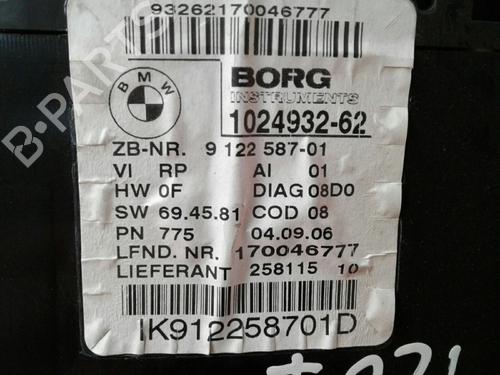 93262170046777
BMW
BORG
INSTRUMENTS
1024932-62
ZB-NR. 9 122 587-01
VI RP AI 01
HW 0F DIAG 08D0
SW 69.45.81 COD 08
PN 775 04.09.06
LFND. NR. 170046777
LIEFERANT 258115 10
IK912258701D
B-PARTS